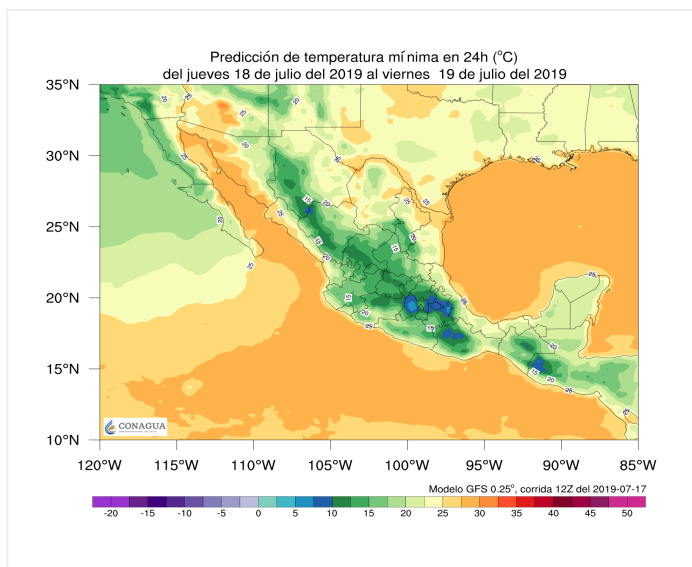 Predicción de temperatura mínima en 24h (°C)
del jueves 18 de julio del 2019 al viernes 19 de julio del 2019
35°N
30°N
25°N
20°N
15°N
10°N
CONAGUA
120°W 115°W 110°W 105°W 100°W 95°W 90°W 85°W
Modelo GFS 0.25°, corrida 12Z del 2019-07-17
-20 -15 -10 -5 0 5 10 15 20 25 30 35 40 45 50